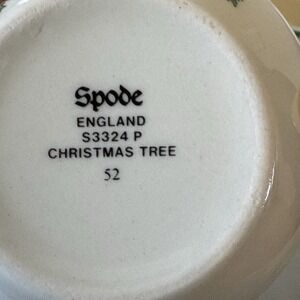 Spode
ENGLAND
S3324 P
CHRISTMAS TREE
52